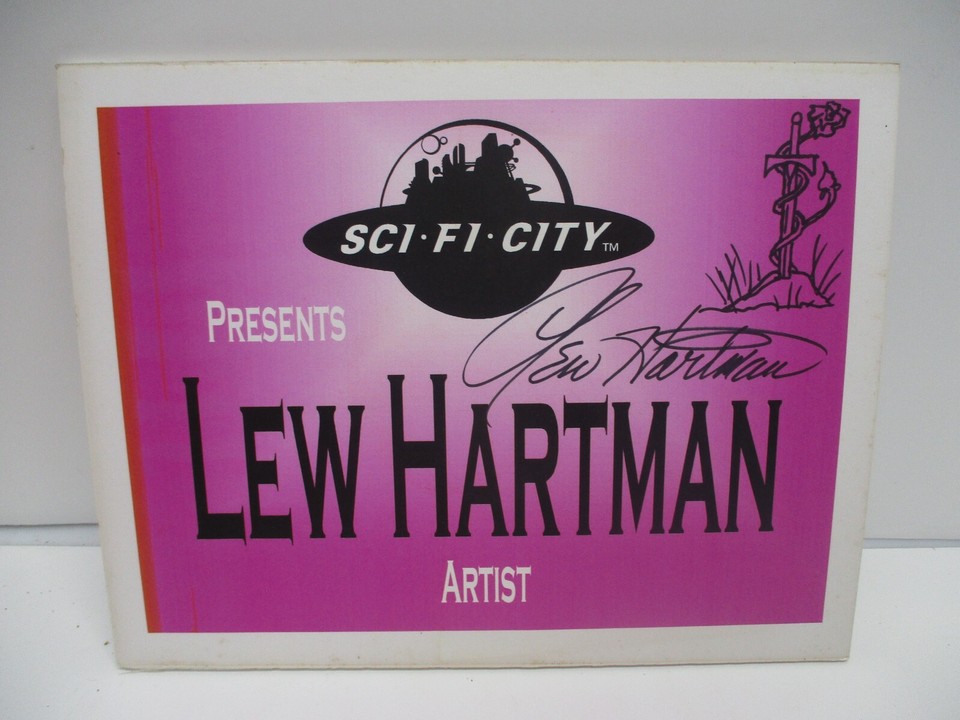 SCI·FI·CITY™
PRESENTS
Lew Hartman
LEW HARTMAN
ARTIST